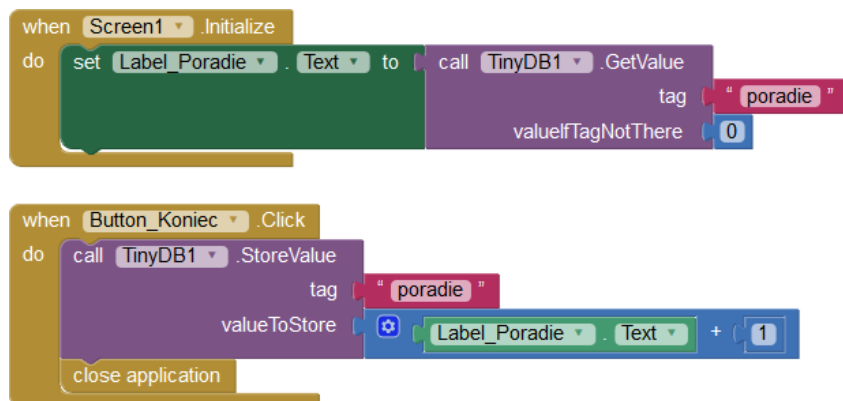 when Screen1 .Initialize
do set Label_Poradie . Text to call TinyDB1 .GetValue
tag " poradie "
valueIfTagNotThere 0
when Button_Koniec .Click
do call TinyDB1 .StoreValue
tag " poradie "
valueToStore Label_Poradie . Text + 1
close application